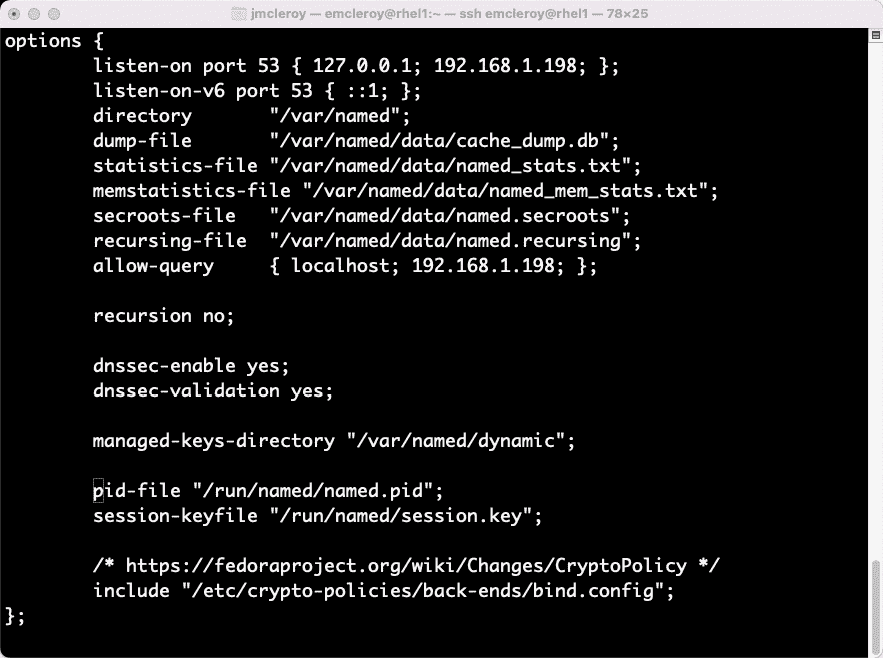 jmcleroy — emcleroy@rhel1:~ — ssh emcleroy@rhel1 — 78×25
options {
        listen-on port 53 { 127.0.0.1; 192.168.1.198; };
        listen-on-v6 port 53 { ::1; };
        directory       "/var/named";
        dump-file       "/var/named/data/cache_dump.db";
        statistics-file "/var/named/data/named_stats.txt";
        memstatistics-file "/var/named/data/named_mem_stats.txt";
        secroots-file   "/var/named/data/named.secroots";
        recursing-file  "/var/named/data/named.recursing";
        allow-query     { localhost; 192.168.1.198; };

        recursion no;

        dnssec-enable yes;
        dnssec-validation yes;

        managed-keys-directory "/var/named/dynamic";

        pid-file "/run/named/named.pid";
        session-keyfile "/run/named/session.key";

        /* https://fedoraproject.org/wiki/Changes/CryptoPolicy */
        include "/etc/crypto-policies/back-ends/bind.config";
};